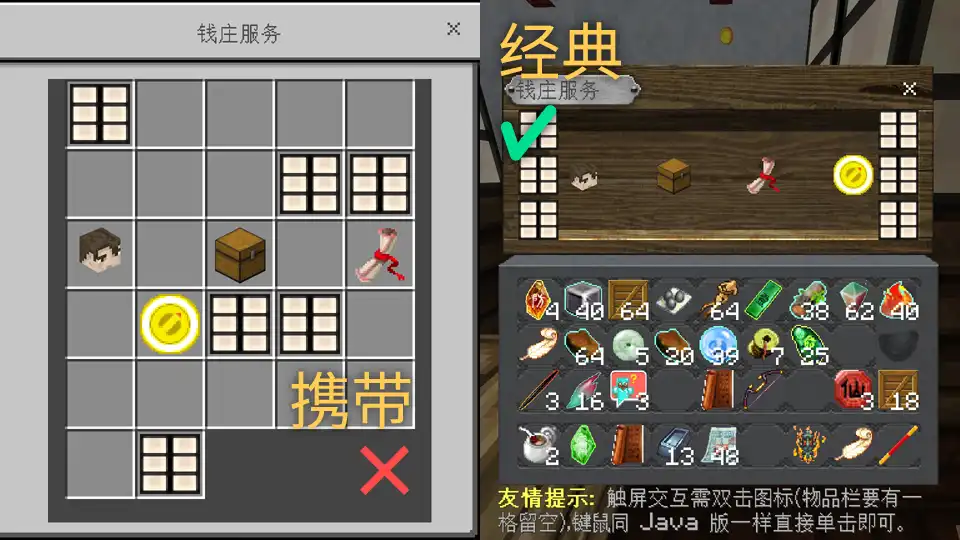 钱庄服务
携带
经典
钱庄服务
4 40 64 64 38 62 40
64 5 20 39 7 25
3 16 3 仙 3 18
2 13 48
友情提示: 触屏交互需双击图标(物品栏要有一
格留空),键鼠同 Java 版一样直接单击即可。